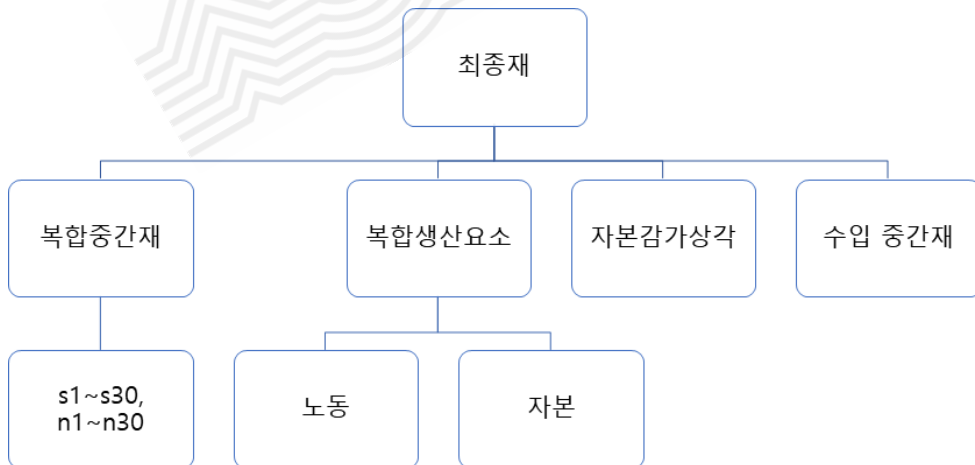 최종재
복합중간재
복합생산요소
자본감가상각
수입 중간재
s1~s30,
n1~n30
노동
자본